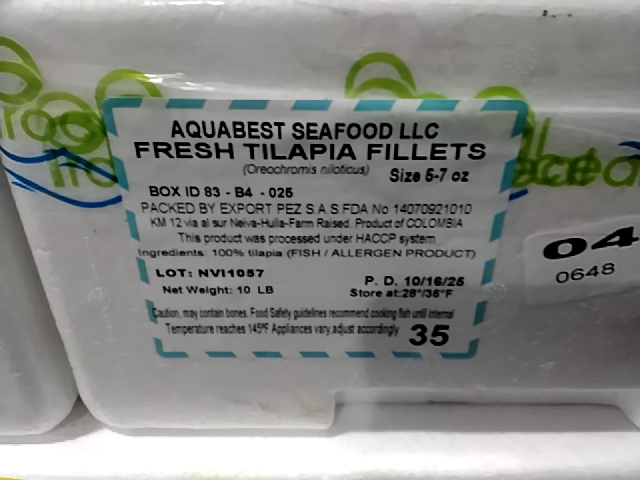 AQUABEST SEAFOOD LLC
FRESH TILAPIA FILLETS
(Oreochromis niloticus) Size 5-7 oz
BOX ID 83 - B4 - 025
PACKED BY EXPORT PEZ S.A.S.FDA No 14070921010
KM 12 via al sur Neiva-Huila-Farm Raised. Product of COLOMBIA
This product was processed under HACCP system
Ingredients: 100% tilapia (FISH / ALLERGEN PRODUCT)
LOT: NVI1057 P. D. 10/16/25
Net Weight: 10 LB Store at:28°/36°F
Caution, may contain bones. Food Safety guidelines recommend cooking fish until internal
Temperature reaches 145ºF Appliances vary,adjust accordingly 35
04
0648